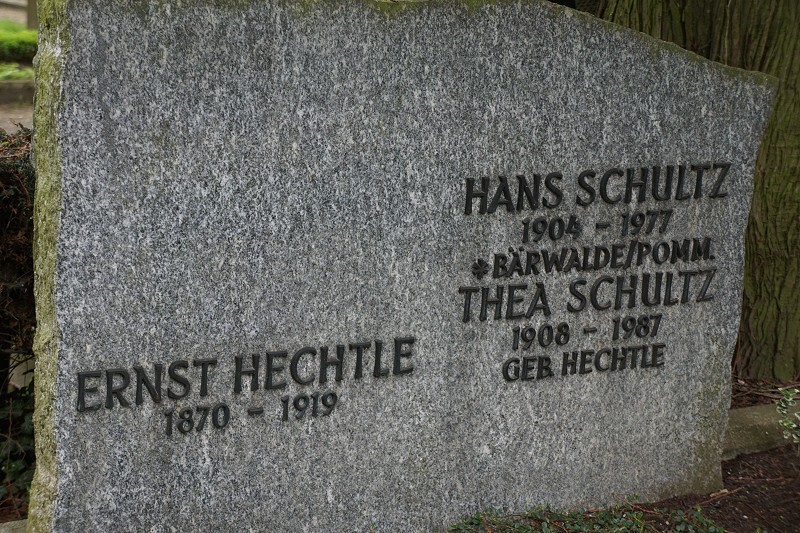 HANS SCHULTZ
1904 - 1977
*BÄRWALDE/POMM.
THEA SCHULTZ
1908 - 1987
GEB HECHTLE
ERNST HECHTLE
1870 - 1919